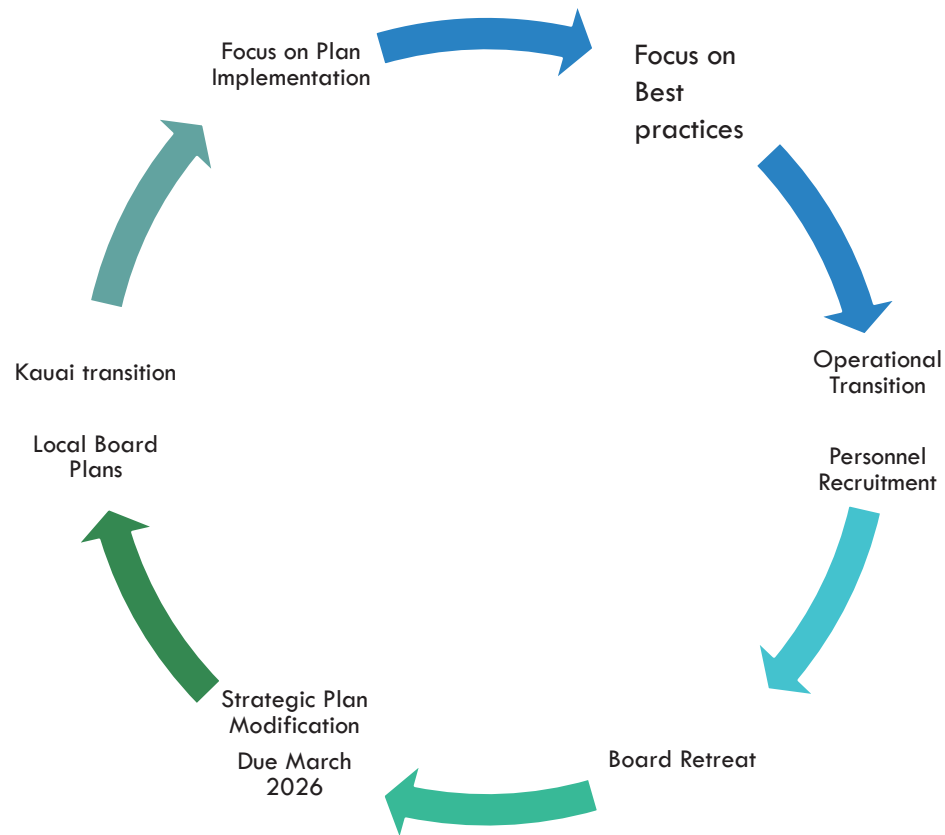 Focus on Plan
Implementation
Focus on
Best
practices
Operational
Transition
Personnel
Recruitment
Board Retreat
Strategic Plan
Modification
Due March
2026
Local Board
Plans
Kauai transition